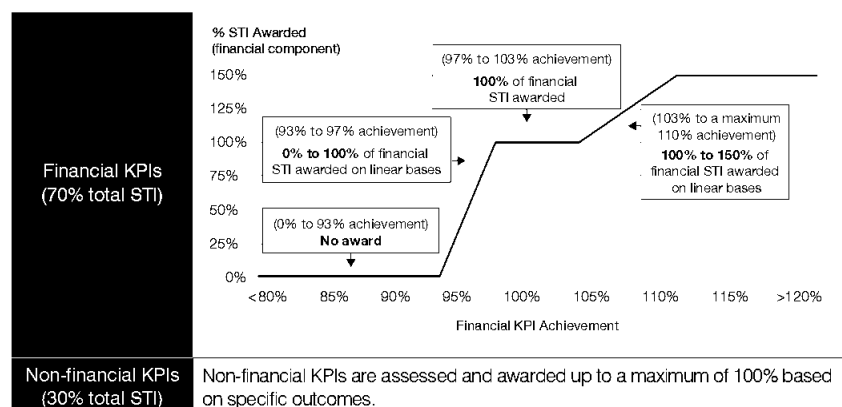 Financial KPIs
(70% total STI)
% STI Awarded
(financial component)
150%
125%
100%
75%
50%
25%
0%
(97% to 103% achievement)
100% of financial
STI awarded
(93% to 97% achievement)
0% to 100% of financial
STI awarded on linear bases
(103% to a maximum
110% achievement)
100% to 150% of
financial STI awarded
on linear bases
(0% to 93% achievement)
No award
<80% 85% 90% 95% 100% 105% 110% 115% >120%
Financial KPI Achievement
Non-financial KPIs
(30% total STI)
Non-financial KPIs are assessed and awarded up to a maximum of 100% based
on specific outcomes.